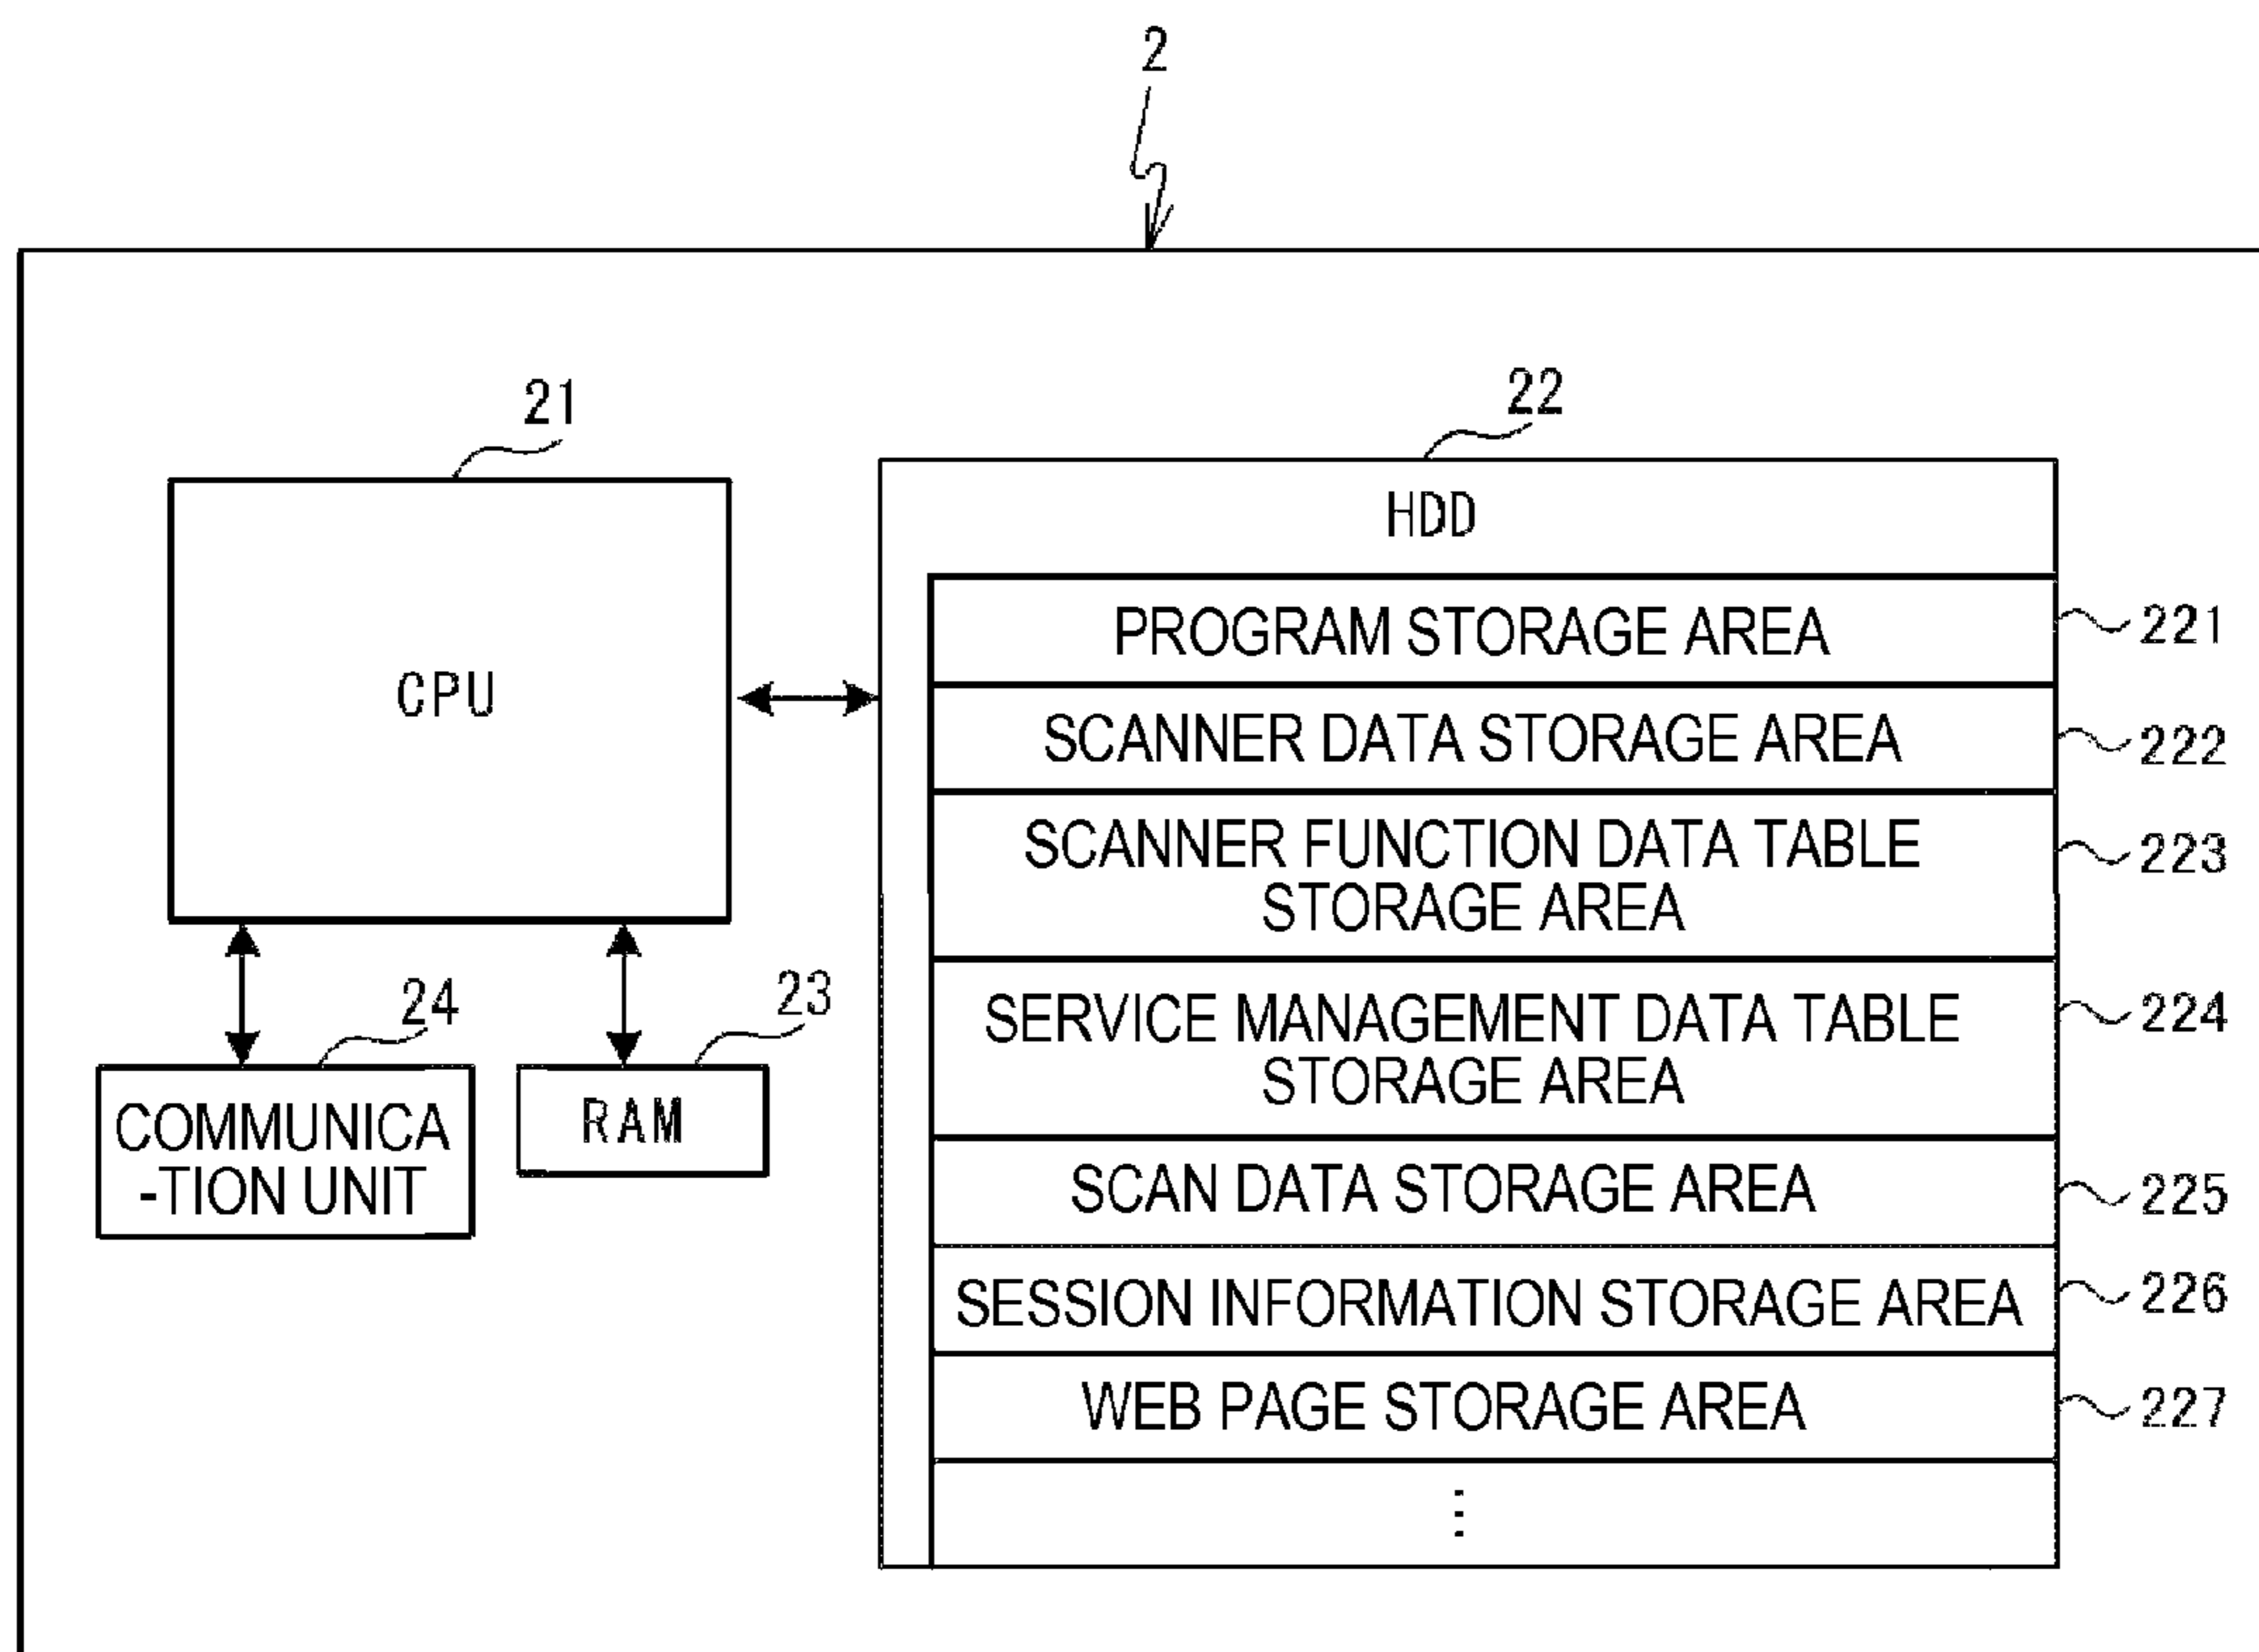 2
21
22
CPU
HDD
PROGRAM STORAGE AREA
221
SCANNER DATA STORAGE AREA
222
SCANNER FUNCTION DATA TABLE
STORAGE AREA
223
SERVICE MANAGEMENT DATA TABLE
STORAGE AREA
224
SCAN DATA STORAGE AREA
225
SESSION INFORMATION STORAGE AREA
226
WEB PAGE STORAGE AREA
227
⋮
24
23
COMMUNICA
-TION UNIT
RAM